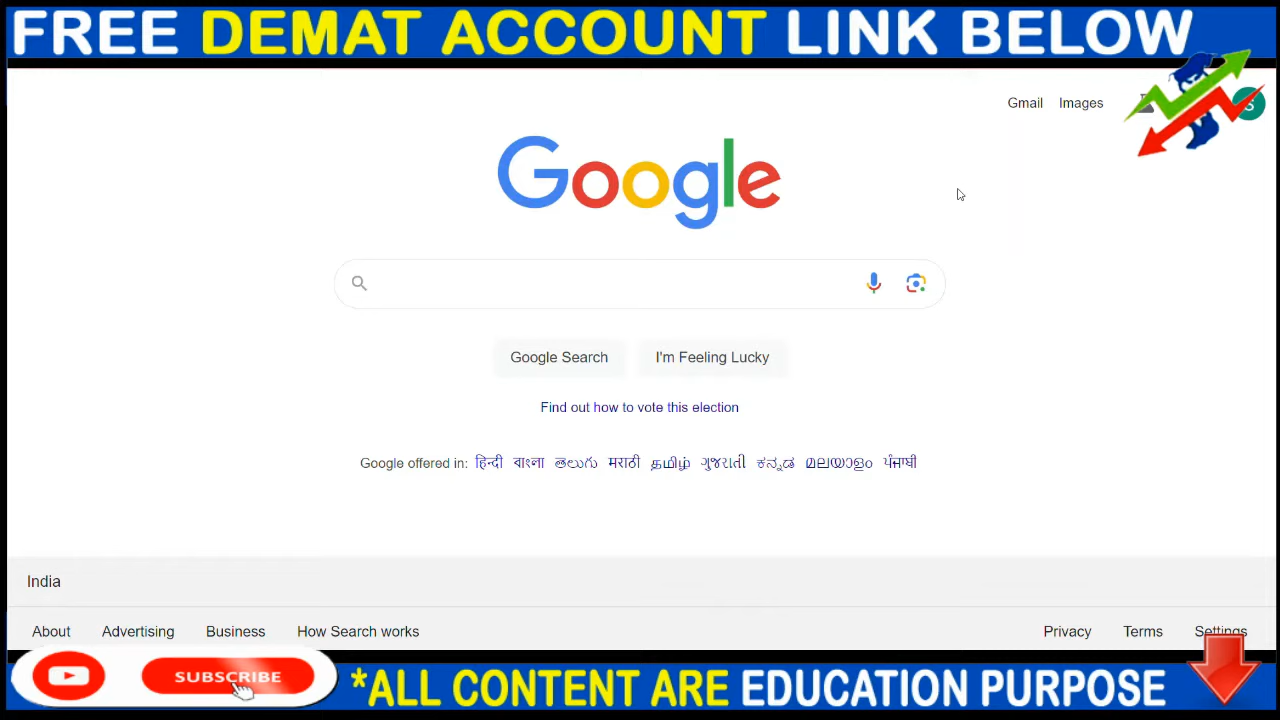 FREE DEMAT ACCOUNT LINK BELOW
Gmail Images
S
Google
Google Search I'm Feeling Lucky
Find out how to vote this election
Google offered in: हिन्दी বাংলা తెలుగు मराठी தமிழ் ગુજરાતી ಕನ್ನಡ മലയാളം ਪੰਜਾਬੀ
India
About Advertising Business How Search works Privacy Terms Settings
SUBSCRIBE
*ALL CONTENT ARE EDUCATION PURPOSE